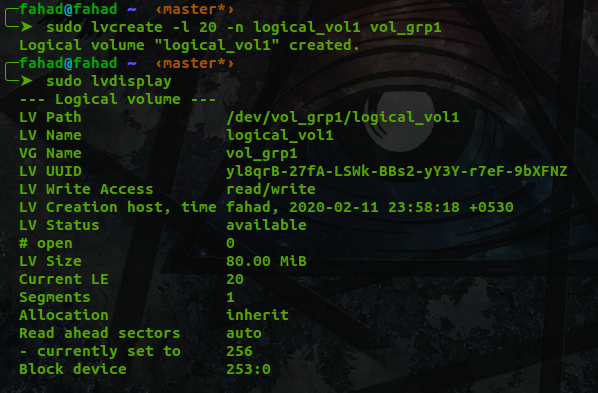 fahad@fahad ~ ‹master*›
➤ sudo lvcreate -l 20 -n logical_vol1 vol_grp1
Logical volume "logical_vol1" created.
fahad@fahad ~ ‹master*›
➤ sudo lvdisplay
--- Logical volume ---
LV Path /dev/vol_grp1/logical_vol1
LV Name logical_vol1
VG Name vol_grp1
LV UUID yl8qrB-27fA-LSWk-BBs2-yY3Y-r7eF-9bXFNZ
LV Write Access read/write
LV Creation host, time fahad, 2020-02-11 23:58:18 +0530
LV Status available
# open 0
LV Size 80.00 MiB
Current LE 20
Segments 1
Allocation inherit
Read ahead sectors auto
- currently set to 256
Block device 253:0